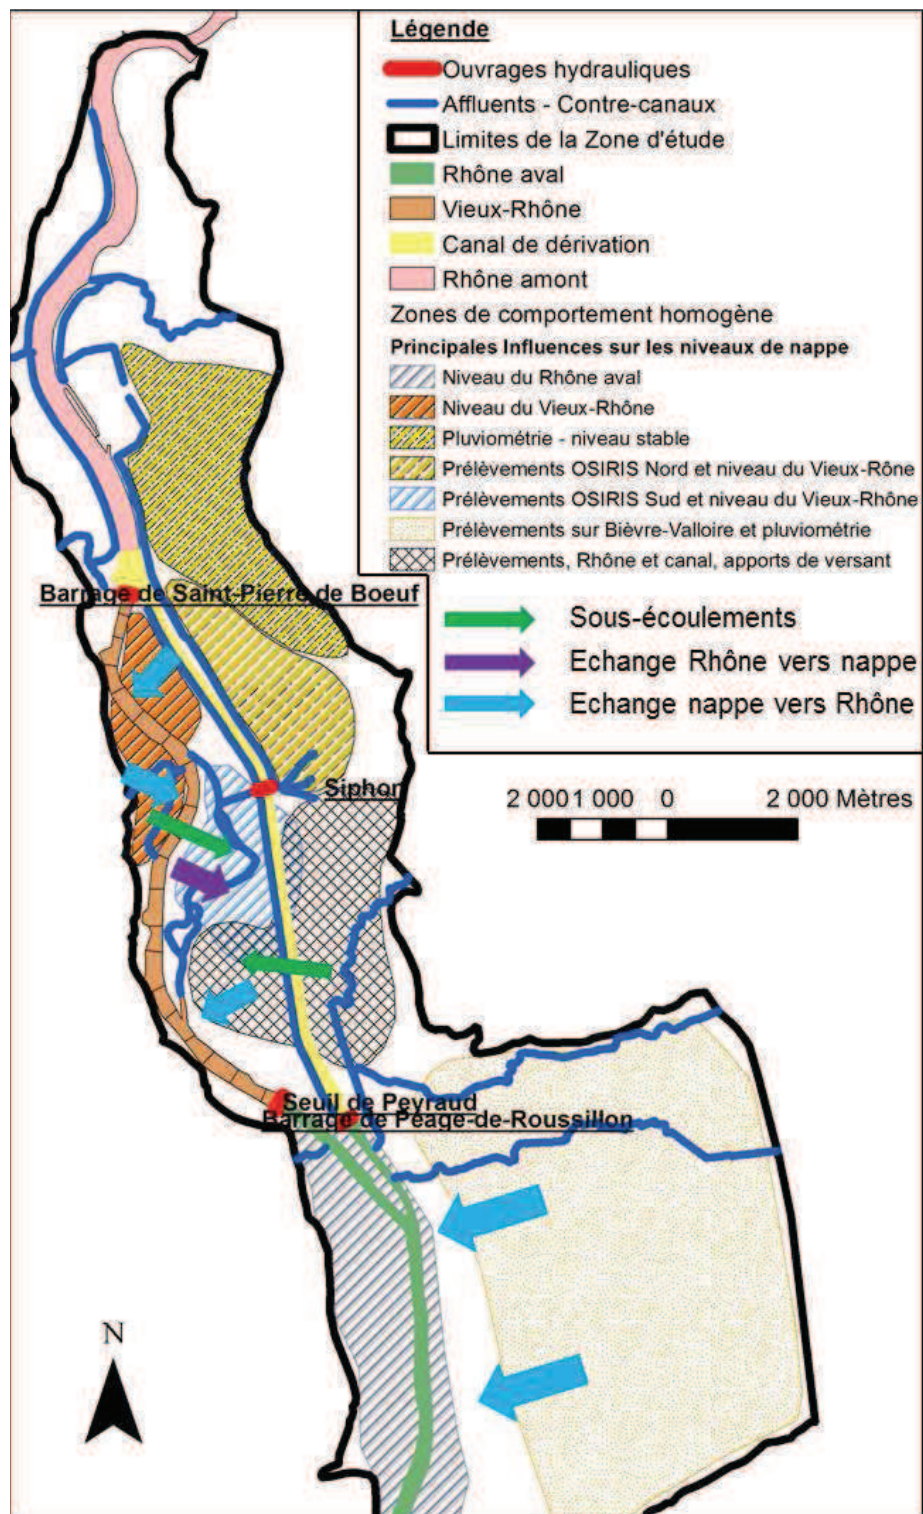 Légende
Ouvrages hydrauliques
Affluents - Contre-canaux
Limites de la Zone d'étude
Rhône aval
Vieux-Rhône
Canal de dérivation
Rhône amont
Zones de comportement homogène
Principales Influences sur les niveaux de nappe
Niveau du Rhône aval
Niveau du Vieux-Rhône
Pluviométrie - niveau stable
Prélèvements OSIRIS Nord et niveau du Vieux-Rône
Prélèvements OSIRIS Sud et niveau du Vieux-Rhône
Prélèvements sur Bièvre-Valloire et pluviométrie
Prélèvements, Rhône et canal, apports de versant
Sous-écoulements
Echange Rhône vers nappe
Echange nappe vers Rhône
Barrage de Saint-Pierre de Boeuf
Siphon
2 000 1 000 0 2 000 Mètres
Seuil de Peyraud
Barrage de Péage-de-Roussillon
N